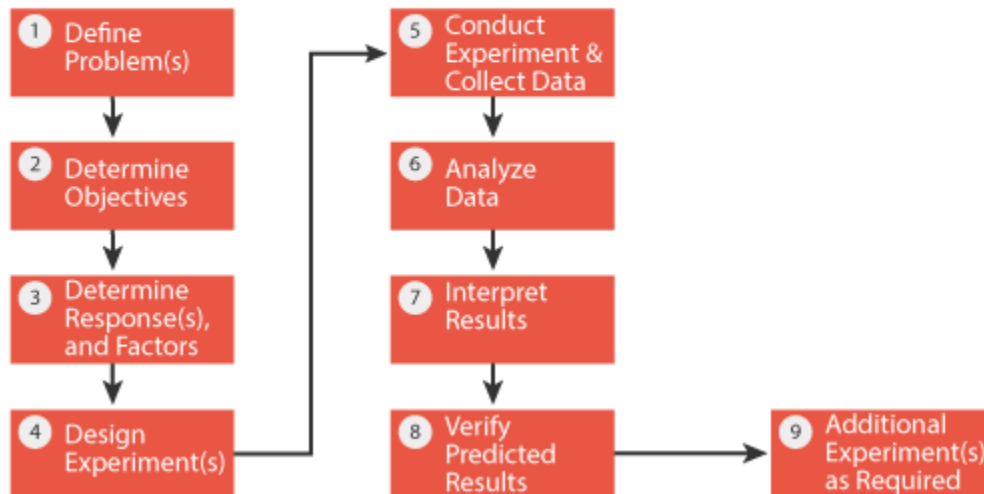 1
Define
Problem(s)
2
Determine
Objectives
3
Determine
Response(s),
and Factors
4
Design
Experiment(s)
5
Conduct
Experiment &
Collect Data
6
Analyze
Data
7
Interpret
Results
8
Verify
Predicted
Results
9
Additional
Experiment(s)
as Required